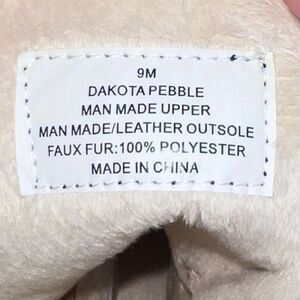 9M
DAKOTA PEBBLE
MAN MADE UPPER
MAN MADE/LEATHER OUTSOLE
FAUX FUR:100% POLYESTER
MADE IN CHINA